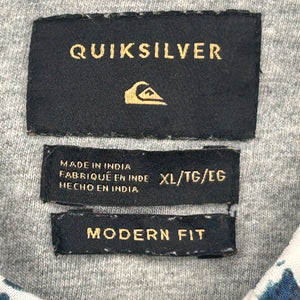 QUIKSILVER
MADE IN INDIA
FABRIQUÉ EN INDE
HECHO EN INDIA
XL/TG/EG
MODERN FIT